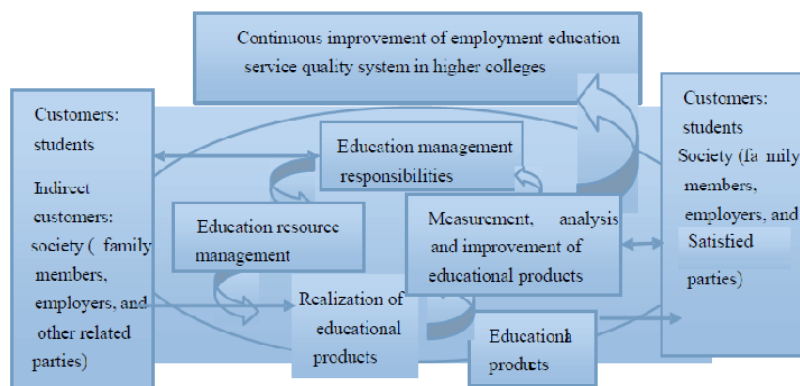 Continuous improvement of employment education
service quality system in higher colleges
Customers:
students
Indirect
customers:
society ( family
members,
employers, and
other related
parties)
Education management
responsibilities
Education resource
management
Measurement, analysis
and improvement of
educational products
Realization of
educational
products
Educational
products
Customers:
students
Society (fa mily
members,
employers, and
Satisfied
parties)